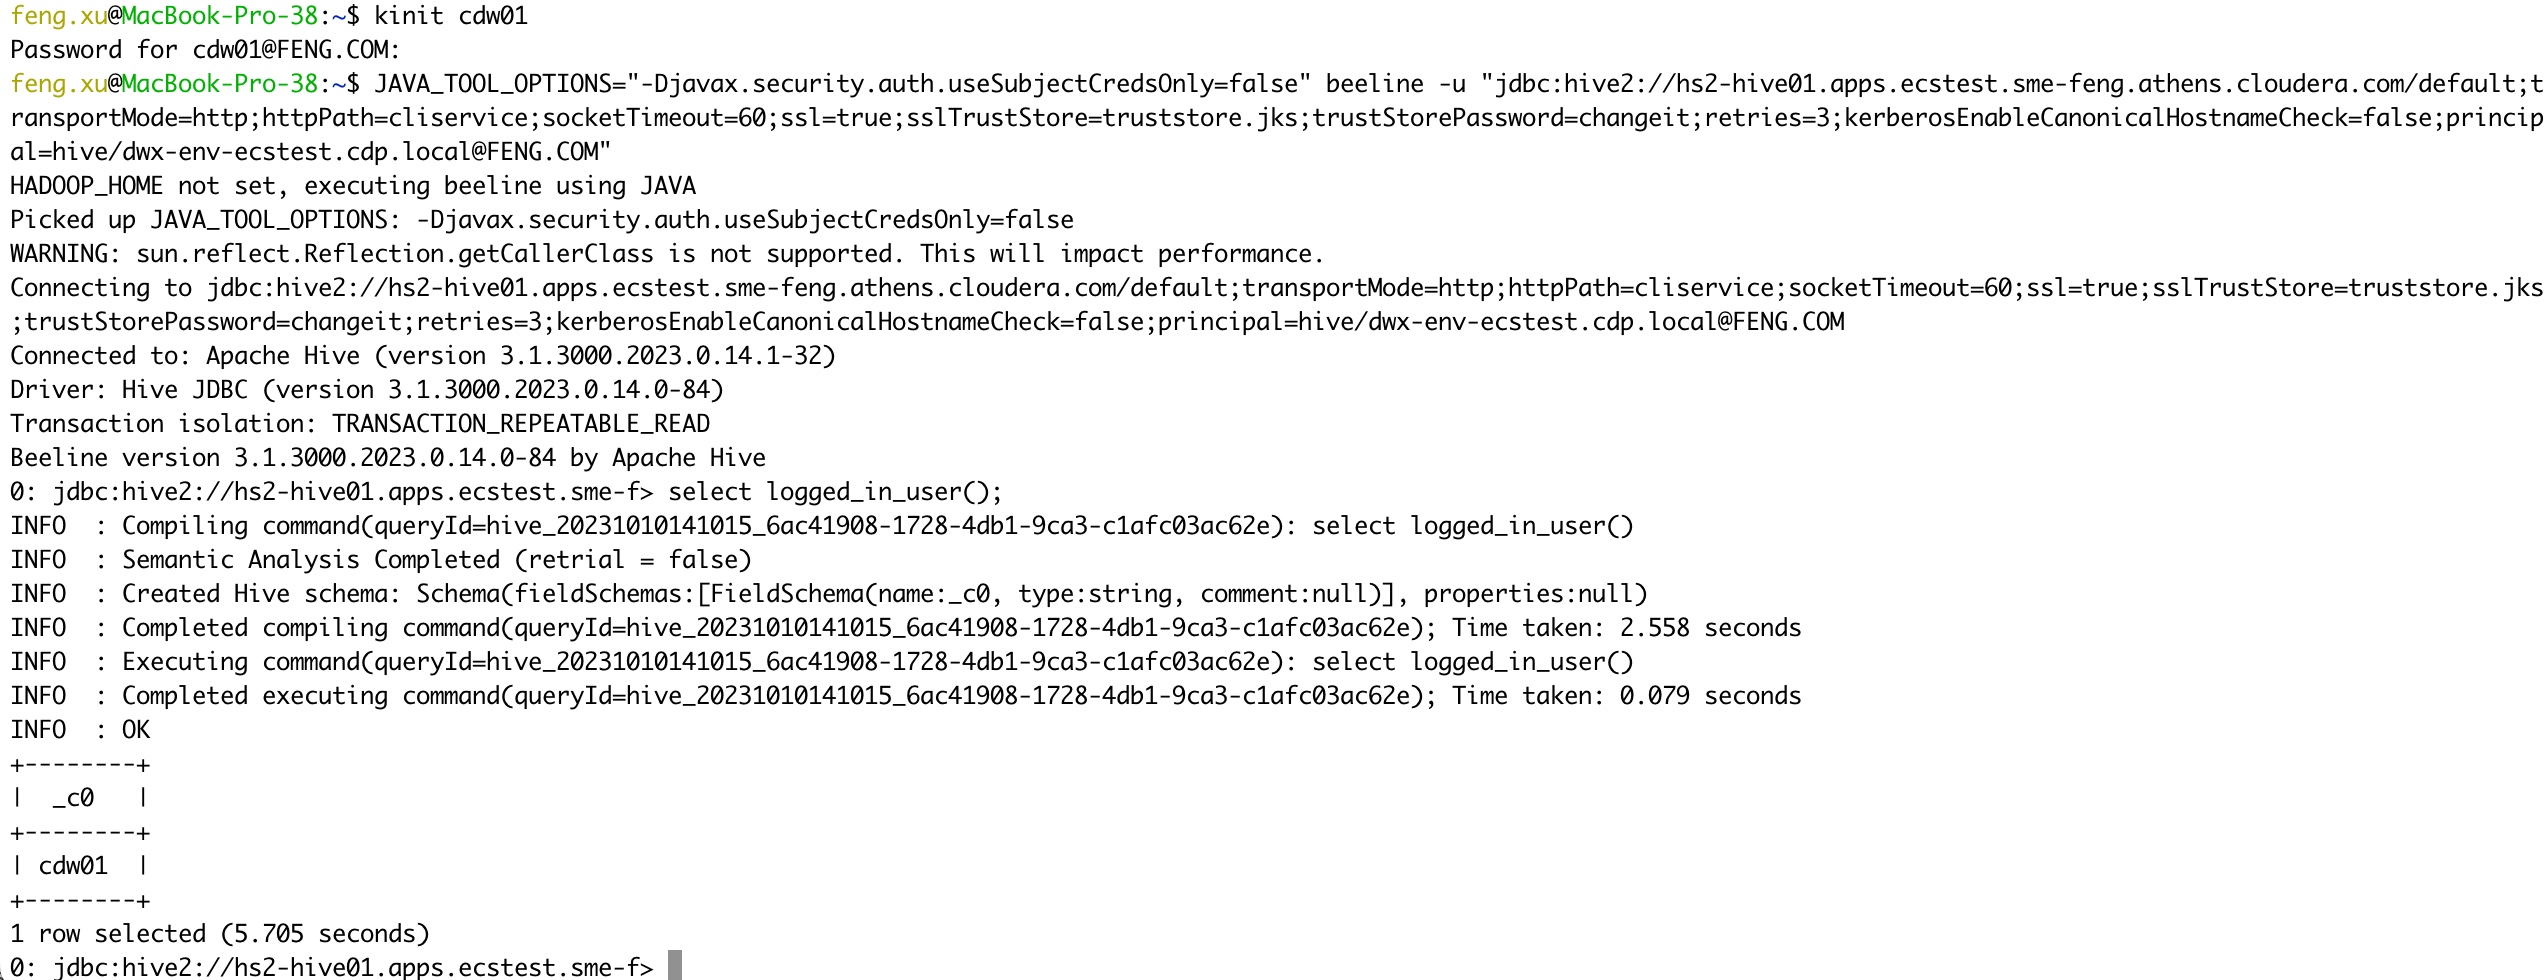 feng.xu@MacBook-Pro-38:~$ kinit cdw01
Password for cdw01@FENG.COM:
feng.xu@MacBook-Pro-38:~$ JAVA_TOOL_OPTIONS="-Djavax.security.auth.useSubjectCredsOnly=false" beeline -u "jdbc:hive2://hs2-hive01.apps.ecstest.sme-feng.athens.cloudera.com/default;t
ransportMode=http;httpPath=cliservice;socketTimeout=60;ssl=true;sslTrustStore=truststore.jks;trustStorePassword=changeit;retries=3;kerberosEnableCanonicalHostnameCheck=false;princip
al=hive/dwx-env-ecstest.cdp.local@FENG.COM"
HADOOP_HOME not set, executing beeline using JAVA
Picked up JAVA_TOOL_OPTIONS: -Djavax.security.auth.useSubjectCredsOnly=false
WARNING: sun.reflect.Reflection.getCallerClass is not supported. This will impact performance.
Connecting to jdbc:hive2://hs2-hive01.apps.ecstest.sme-feng.athens.cloudera.com/default;transportMode=http;httpPath=cliservice;socketTimeout=60;ssl=true;sslTrustStore=truststore.jks
;trustStorePassword=changeit;retries=3;kerberosEnableCanonicalHostnameCheck=false;principal=hive/dwx-env-ecstest.cdp.local@FENG.COM
Connected to: Apache Hive (version 3.1.3000.2023.0.14.1-32)
Driver: Hive JDBC (version 3.1.3000.2023.0.14.0-84)
Transaction isolation: TRANSACTION_REPEATABLE_READ
Beeline version 3.1.3000.2023.0.14.0-84 by Apache Hive
0: jdbc:hive2://hs2-hive01.apps.ecstest.sme-f> select logged_in_user();
INFO  : Compiling command(queryId=hive_20231010141015_6ac41908-1728-4db1-9ca3-c1afc03ac62e): select logged_in_user()
INFO  : Semantic Analysis Completed (retrial = false)
INFO  : Created Hive schema: Schema(fieldSchemas:[FieldSchema(name:_c0, type:string, comment:null)], properties:null)
INFO  : Completed compiling command(queryId=hive_20231010141015_6ac41908-1728-4db1-9ca3-c1afc03ac62e); Time taken: 2.558 seconds
INFO  : Executing command(queryId=hive_20231010141015_6ac41908-1728-4db1-9ca3-c1afc03ac62e): select logged_in_user()
INFO  : Completed executing command(queryId=hive_20231010141015_6ac41908-1728-4db1-9ca3-c1afc03ac62e); Time taken: 0.079 seconds
INFO  : OK
+--------+
|  _c0   |
+--------+
| cdw01  |
+--------+
1 row selected (5.705 seconds)
0: jdbc:hive2://hs2-hive01.apps.ecstest.sme-f>